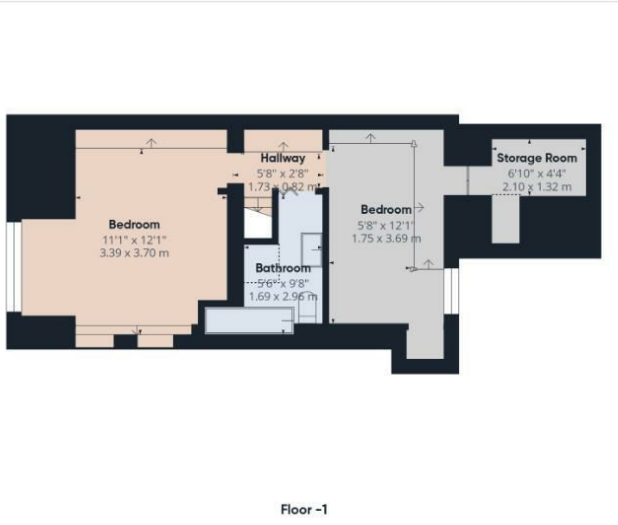 Hallway
5'8" x 2'8"
1.73 x 0.82 m
Storage Room
6'10" x 4'4"
2.10 x 1.32 m
Bedroom
11'1" x 12'1"
3.39 x 3.70 m
Bedroom
5'8" x 12'1"
1.75 x 3.69 m
Bathroom
5'6" x 9'8"
1.69 x 2.96 m
Floor -1